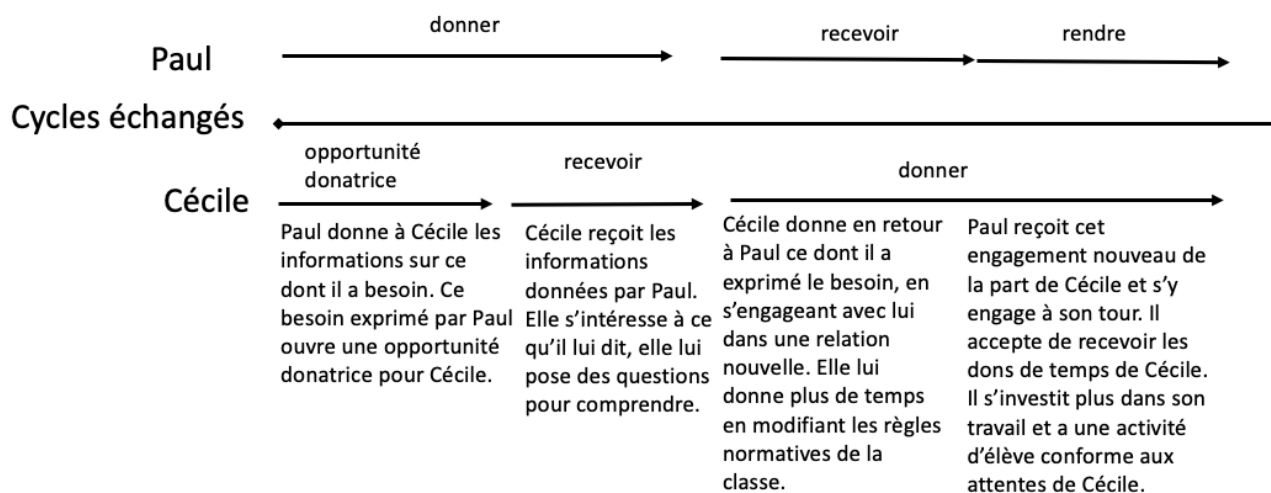 donner
recevoir
rendre
Paul
Cycles échangés
opportunité
donatrice
recevoir
donner
Cécile
Paul donne à Cécile les
informations sur ce
dont il a besoin. Ce
besoin exprimé par Paul
ouvre une opportunité
donatrice pour Cécile.
Cécile reçoit les
informations
données par Paul.
Elle s’intéresse à ce
qu’il lui dit, elle lui
pose des questions
pour comprendre.
Cécile donne en retour
à Paul ce dont il a
exprimé le besoin, en
s’engageant avec lui
dans une relation
nouvelle. Elle lui
donne plus de temps
en modifiant les règles
normatives de la
classe.
Paul reçoit cet
engagement nouveau de
la part de Cécile et s’y
engage à son tour. Il
accepte de recevoir les
dons de temps de Cécile.
Il s’investit plus dans son
travail et a une activité
d’élève conforme aux
attentes de Cécile.